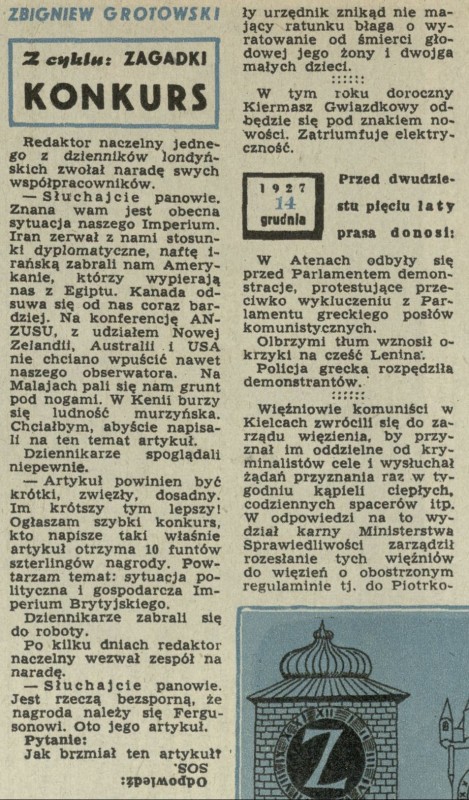 ZBIGNIEW GROTOWSKI
Z cyklu: ZAGADKI
KONKURS
Redaktor naczelny jedne-
go z dzienników londyń-
skich zwołał naradę swych
współpracowników.
— Słuchajcie panowie.
Znana wam jest obecna
sytuacja naszego Imperium.
Iran zerwał z nami stosun-
ki dyplomatyczne, naftę i-
rańską zabrali nam Amery-
kanie, którzy wypierają
nas z Egiptu. Kanada od-
suwa się od nas coraz bar-
dziej. Na konferencję AN-
ZUSU, z udziałem Nowej
Zelandii, Australii i USA
nie chciano wpuścić nawet
naszego obserwatora. Na
Malajach pali się nam grunt
pod nogami. W Kenii burzy
się ludność murzyńska.
Chciałbym, abyście napisa-
li na ten temat artykuł.
Dziennikarze spoglądali
niepewnie.
— Artykuł powinien być
krótki, zwięzły, dosadny.
Im krótszy tym lepszy!
Ogłaszam szybki konkurs,
kto napisze taki właśnie
artykuł otrzyma 10 funtów
szterlingów nagrody. Pow-
tarzam temat: sytuacja po-
lityczna i gospodarcza Im-
perium Brytyjskiego.
Dziennikarze zabrali się
do roboty.
Po kilku dniach redaktor
naczelny wezwał zespół na
naradę.
— Słuchajcie panowie.
Jest rzeczą bezsporną, że
nagroda należy się Fergu-
sonowi. Oto jego artykuł.
Pytanie:
Jak brzmiał ten artykuł?
Odpowiedź:
SOS.
ły urzędnik znikąd nie ma-
jący ratunku błaga o wy-
ratowanie od śmierci gło-
dowej jego żony i dwojga
małych dzieci.
::::::
W tym roku doroczny
Kiermasz Gwiazdkowy od-
będzie się pod znakiem no-
wości. Zatriumfuje elektry-
czność.
1927
14
grudnia
Przed dwudzie-
stu pięciu laty
prasa donosi:
W Atenach odbyły się
przed Parlamentem demon-
stracje, protestujące prze-
ciwko wykluczeniu z Par-
lamentu greckiego posłów
komunistycznych.
Olbrzymi tłum wznosił o-
krzyki na cześć Lenina.
Policja grecka rozpędziła
demonstrantów.
::::::
Więźniowie komuniści w
Kielcach zwrócili się do za-
rządu więzienia, by przy-
znał im oddzielne od kry-
minalistów cele i wysłuchał
żądań przyznania raz w ty-
godniu kąpieli ciepłych,
codziennych spacerów itp.
W odpowiedzi na to wy-
dział karny Ministerstwa
Sprawiedliwości zarządził
rozesłanie tych więźniów
do więzień o obostrzonym
regulaminie tj. do Piotrko-
Z